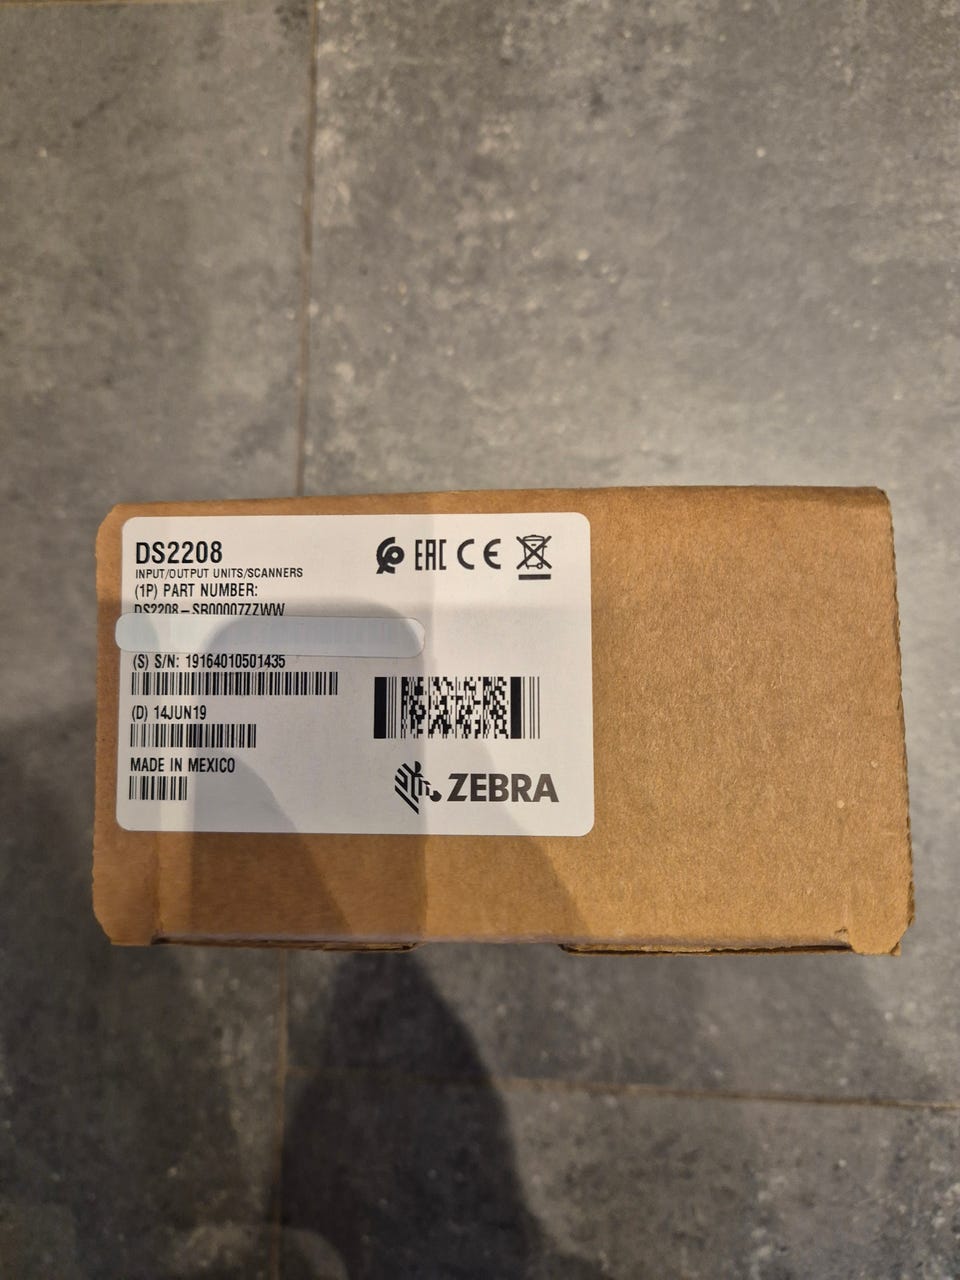 DS2208
INPUT/OUTPUT UNITS/SCANNERS
(1P) PART NUMBER:
DS2208-SR00007ZZWW
(S) S/N: 19164010501435
(D) 14JUN19
MADE IN MEXICO
EAC CE
ZEBRA